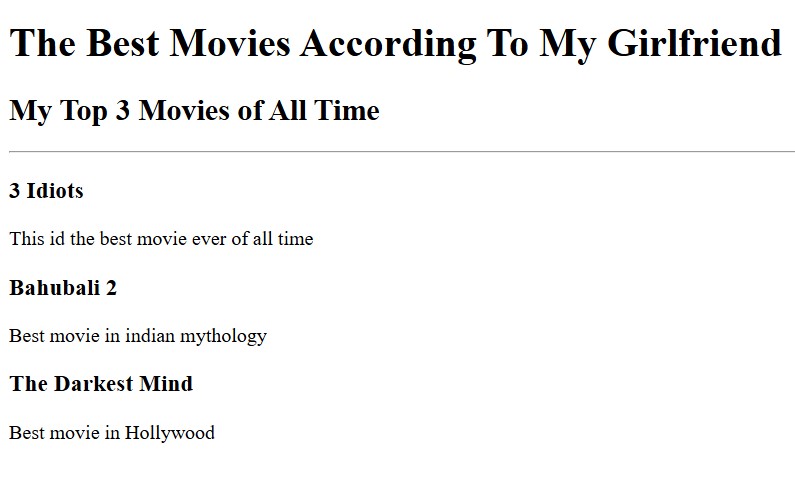 The Best Movies According To My Girlfriend
My Top 3 Movies of All Time
3 Idiots
This id the best movie ever of all time
Bahubali 2
Best movie in indian mythology
The Darkest Mind
Best movie in Hollywood